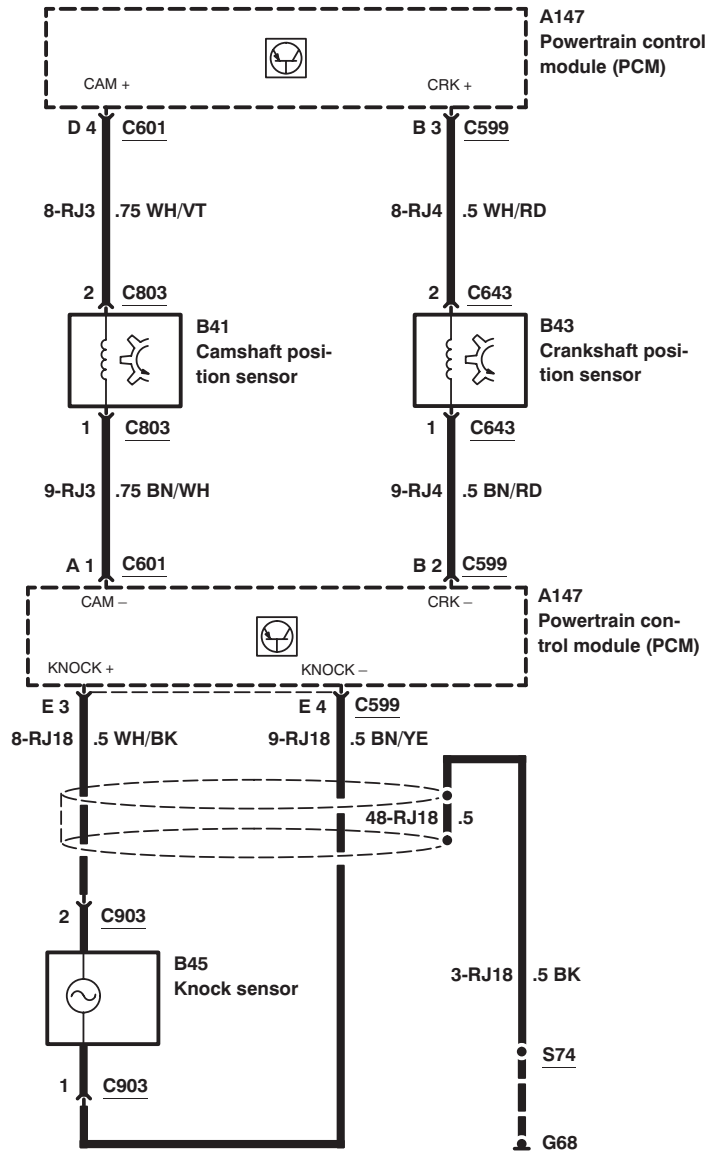 A147
Powertrain control
module (PCM)
CAM +
CRK +
D 4 C601
B 3 C599
8-RJ3 .75 WH/VT
8-RJ4 .5 WH/RD
2 C803
2 C643
B41
Camshaft posi-
tion sensor
B43
Crankshaft posi-
tion sensor
1 C803
1 C643
9-RJ3 .75 BN/WH
9-RJ4 .5 BN/RD
A 1 C601
B 2 C599
CAM –
CRK –
A147
Powertrain con-
trol module (PCM)
KNOCK +
KNOCK –
E 3
E 4 C599
8-RJ18 .5 WH/BK
9-RJ18 .5 BN/YE
48-RJ18 .5
2 C903
B45
Knock sensor
3-RJ18 .5 BK
1 C903
S74
G68